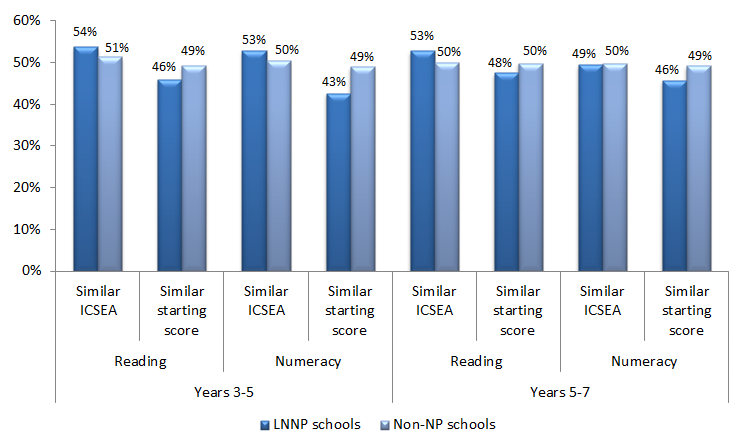 60%
50%
40%
30%
20%
10%
0%
54%
51%
46%
49%
53%
50%
43%
49%
53%
50%
48%
50%
49%
50%
46%
49%
Similar
ICSEA
Similar
starting
score
Similar
ICSEA
Similar
starting
score
Similar
ICSEA
Similar
starting
score
Similar
ICSEA
Similar
starting
score
Reading
Numeracy
Reading
Numeracy
Years 3-5
Years 5-7
LNNP schools
Non-NP schools